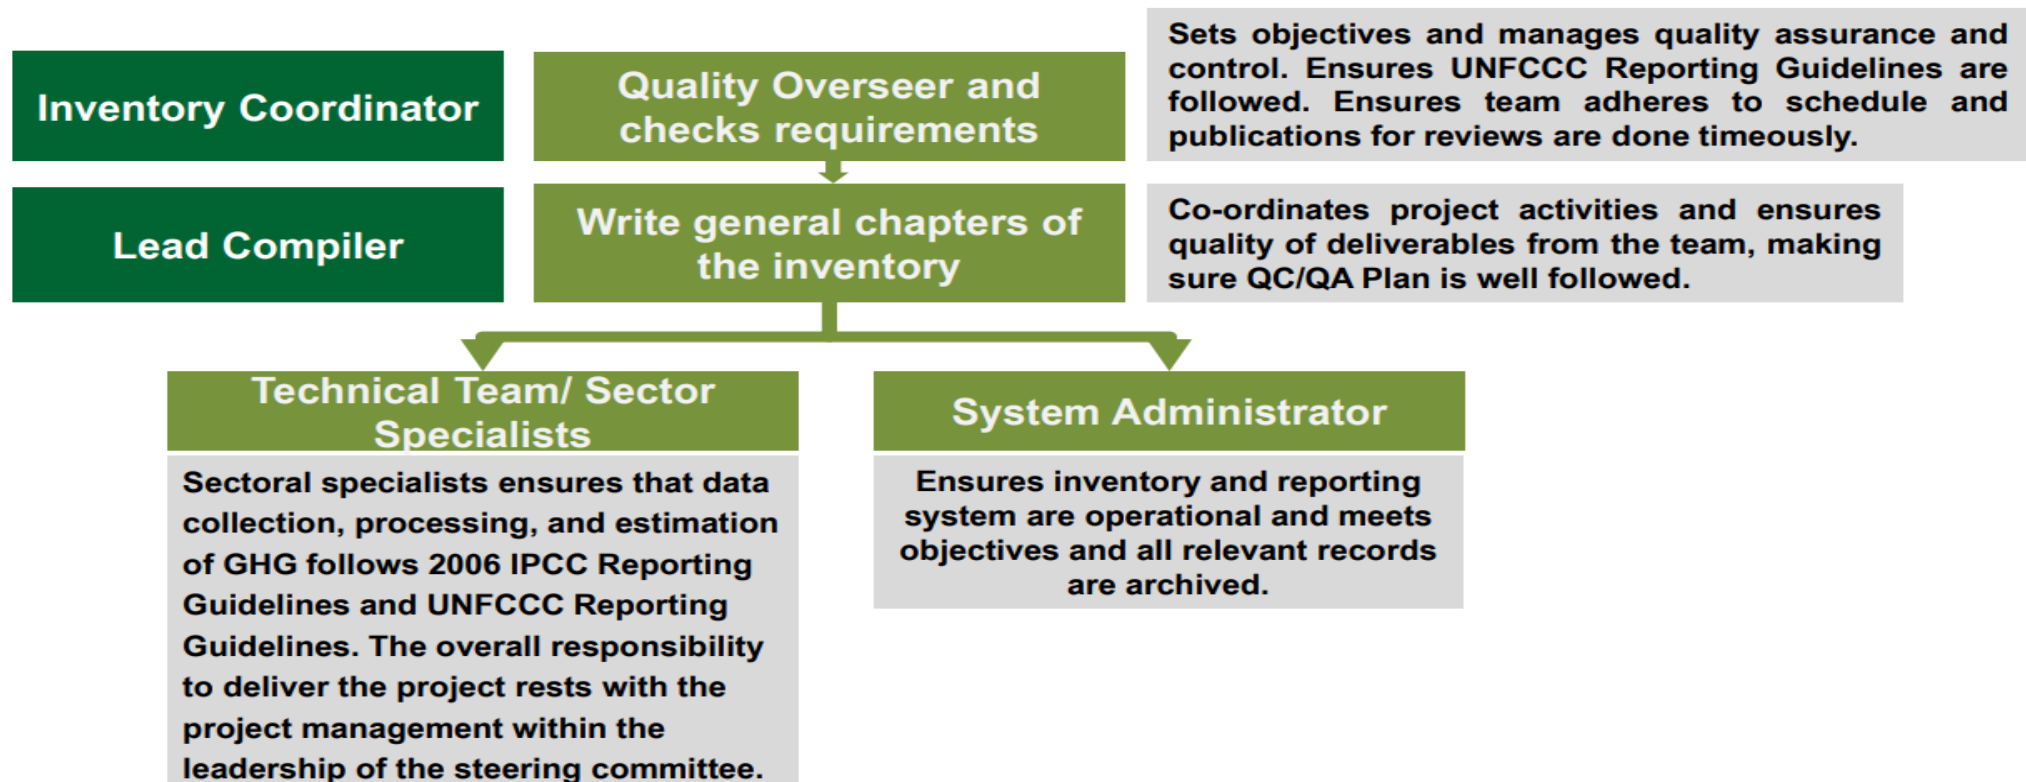 Inventory Coordinator
Quality Overseer and
checks requirements
Sets objectives and manages quality assurance and
control. Ensures UNFCCC Reporting Guidelines are
followed. Ensures team adheres to schedule and
publications for reviews are done timeously.
Lead Compiler
Write general chapters of
the inventory
Co-ordinates project activities and ensures
quality of deliverables from the team, making
sure QC/QA Plan is well followed.
Technical Team/ Sector
Specialists
Sectoral specialists ensures that data
collection, processing, and estimation
of GHG follows 2006 IPCC Reporting
Guidelines and UNFCCC Reporting
Guidelines. The overall responsibility
to deliver the project rests with the
project management within the
leadership of the steering committee.
System Administrator
Ensures inventory and reporting
system are operational and meets
objectives and all relevant records
are archived.